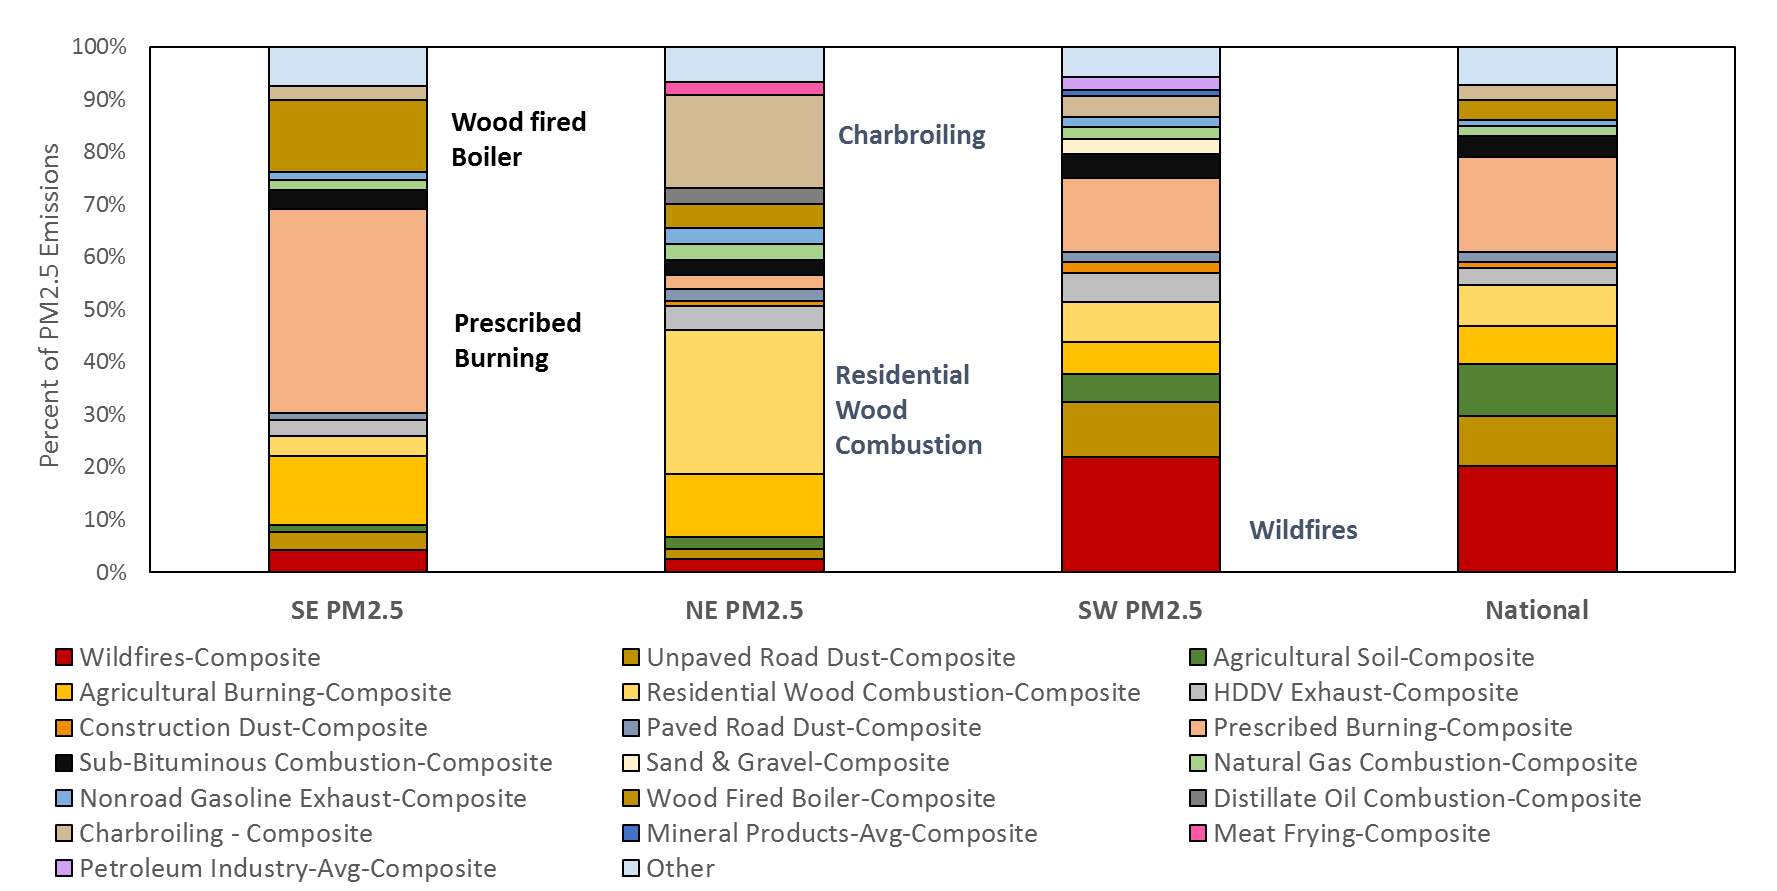 100%
90%
80%
70%
60%
50%
40%
30%
20%
10%
0%
Percent of PM2.5 Emissions
Wood fired
Boiler
Prescribed
Burning
Charbroiling
Residential
Wood
Combustion
Wildfires
SE PM2.5
NE PM2.5
SW PM2.5
National
Wildfires-Composite
Unpaved Road Dust-Composite
Agricultural Soil-Composite
Agricultural Burning-Composite
Residential Wood Combustion-Composite
HDDV Exhaust-Composite
Construction Dust-Composite
Paved Road Dust-Composite
Prescribed Burning-Composite
Sub-Bituminous Combustion-Composite
Sand & Gravel-Composite
Natural Gas Combustion-Composite
Nonroad Gasoline Exhaust-Composite
Wood Fired Boiler-Composite
Distillate Oil Combustion-Composite
Charbroiling - Composite
Mineral Products-Avg-Composite
Meat Frying-Composite
Petroleum Industry-Avg-Composite
Other